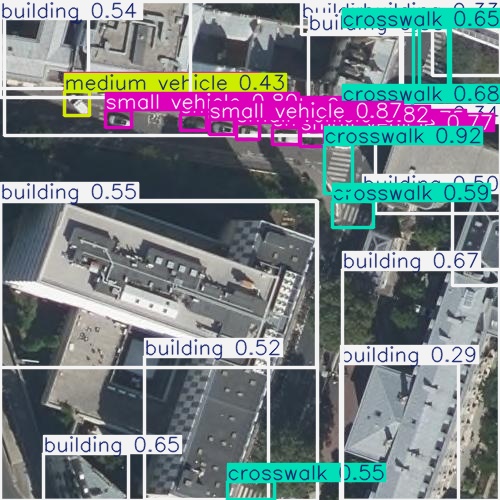 building 0.54
crosswalk 0.65
crosswalk 0.68
medium vehicle 0.43
small vehicle
small vehicle 0.87
crosswalk 0.92
building 0.50
crosswalk 0.59
building 0.55
building 0.67
building 0.52
building 0.29
building 0.65
crosswalk 0.55